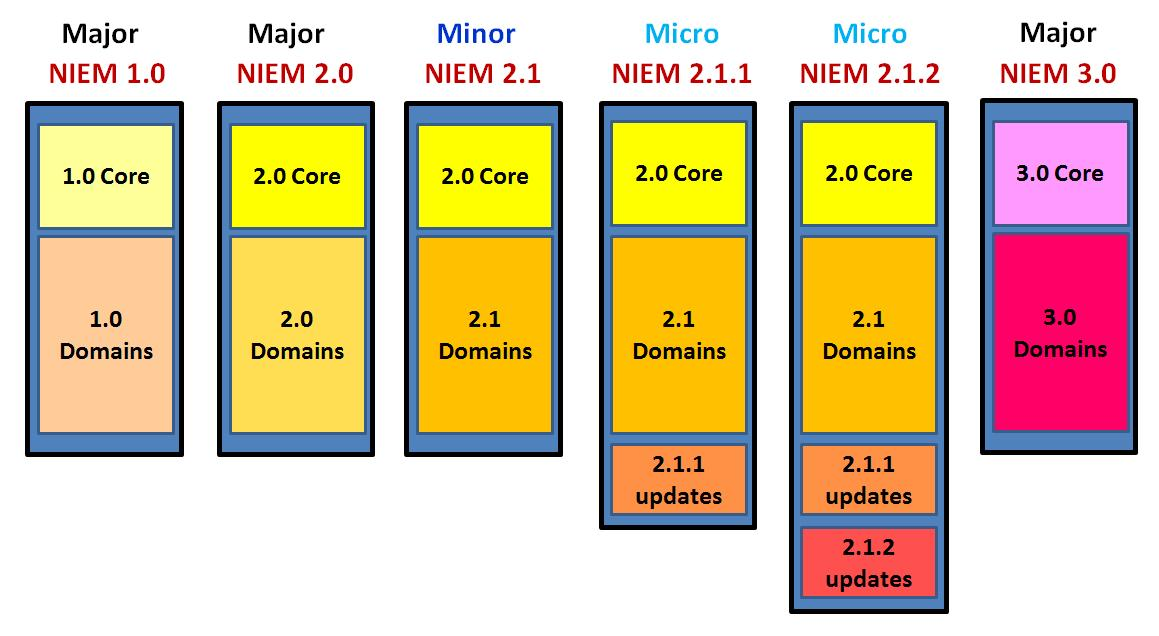 Major
NIEM 1.0
1.0 Core
1.0
Domains
Major
NIEM 2.0
2.0 Core
2.0
Domains
Minor
NIEM 2.1
2.0 Core
2.1
Domains
Micro
NIEM 2.1.1
2.0 Core
2.1
Domains
2.1.1
updates
Micro
NIEM 2.1.2
2.0 Core
2.1
Domains
2.1.1
updates
2.1.2
updates
Major
NIEM 3.0
3.0 Core
3.0
Domains